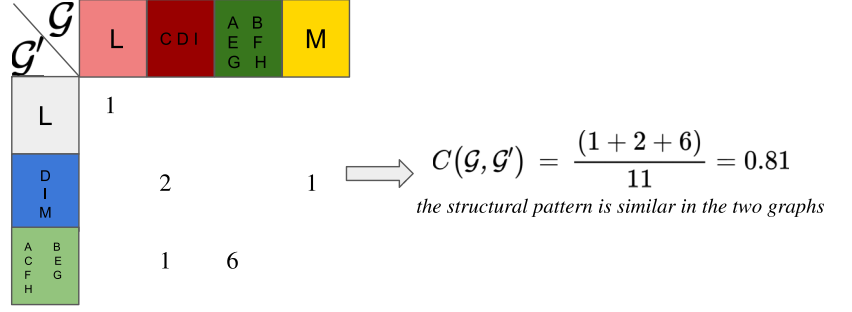 G
G'
L
C D I
A B
E F
G H
M
L
1
D
I
M
2
1
A B
C E
F G
H
1
6
C(G, G') = (1 + 2 + 6) / 11 = 0.81
the structural pattern is similar in the two graphs